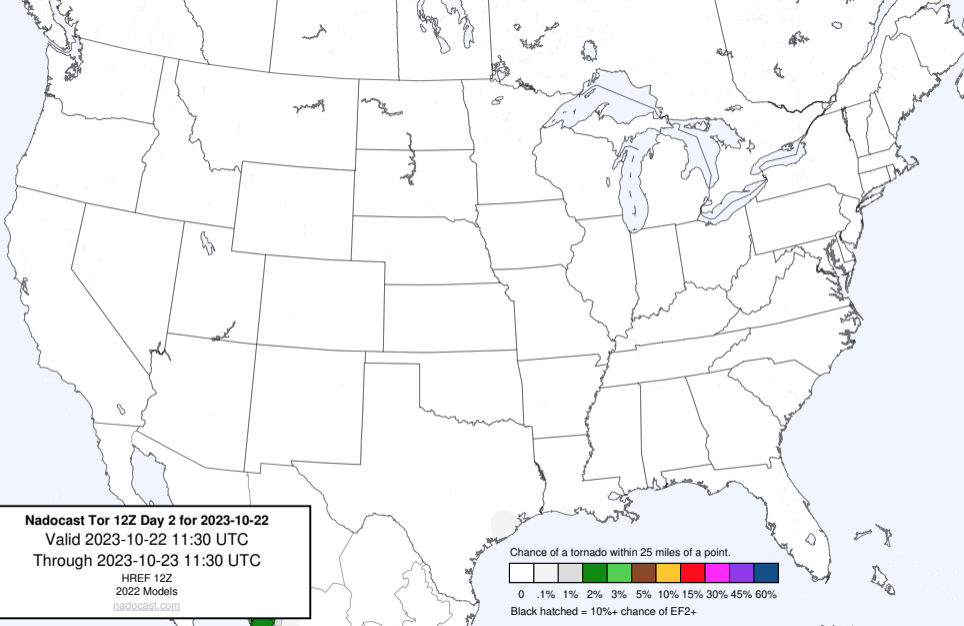 Nadocast Tor 12Z Day 2 for 2023-10-22
Valid 2023-10-22 11:30 UTC
Through 2023-10-23 11:30 UTC
HREF 12Z
2022 Models
nadocast.com
Chance of a tornado within 25 miles of a point.
0 .1% 1% 2% 3% 5% 10% 15% 30% 45% 60%
Black hatched = 10%+ chance of EF2+